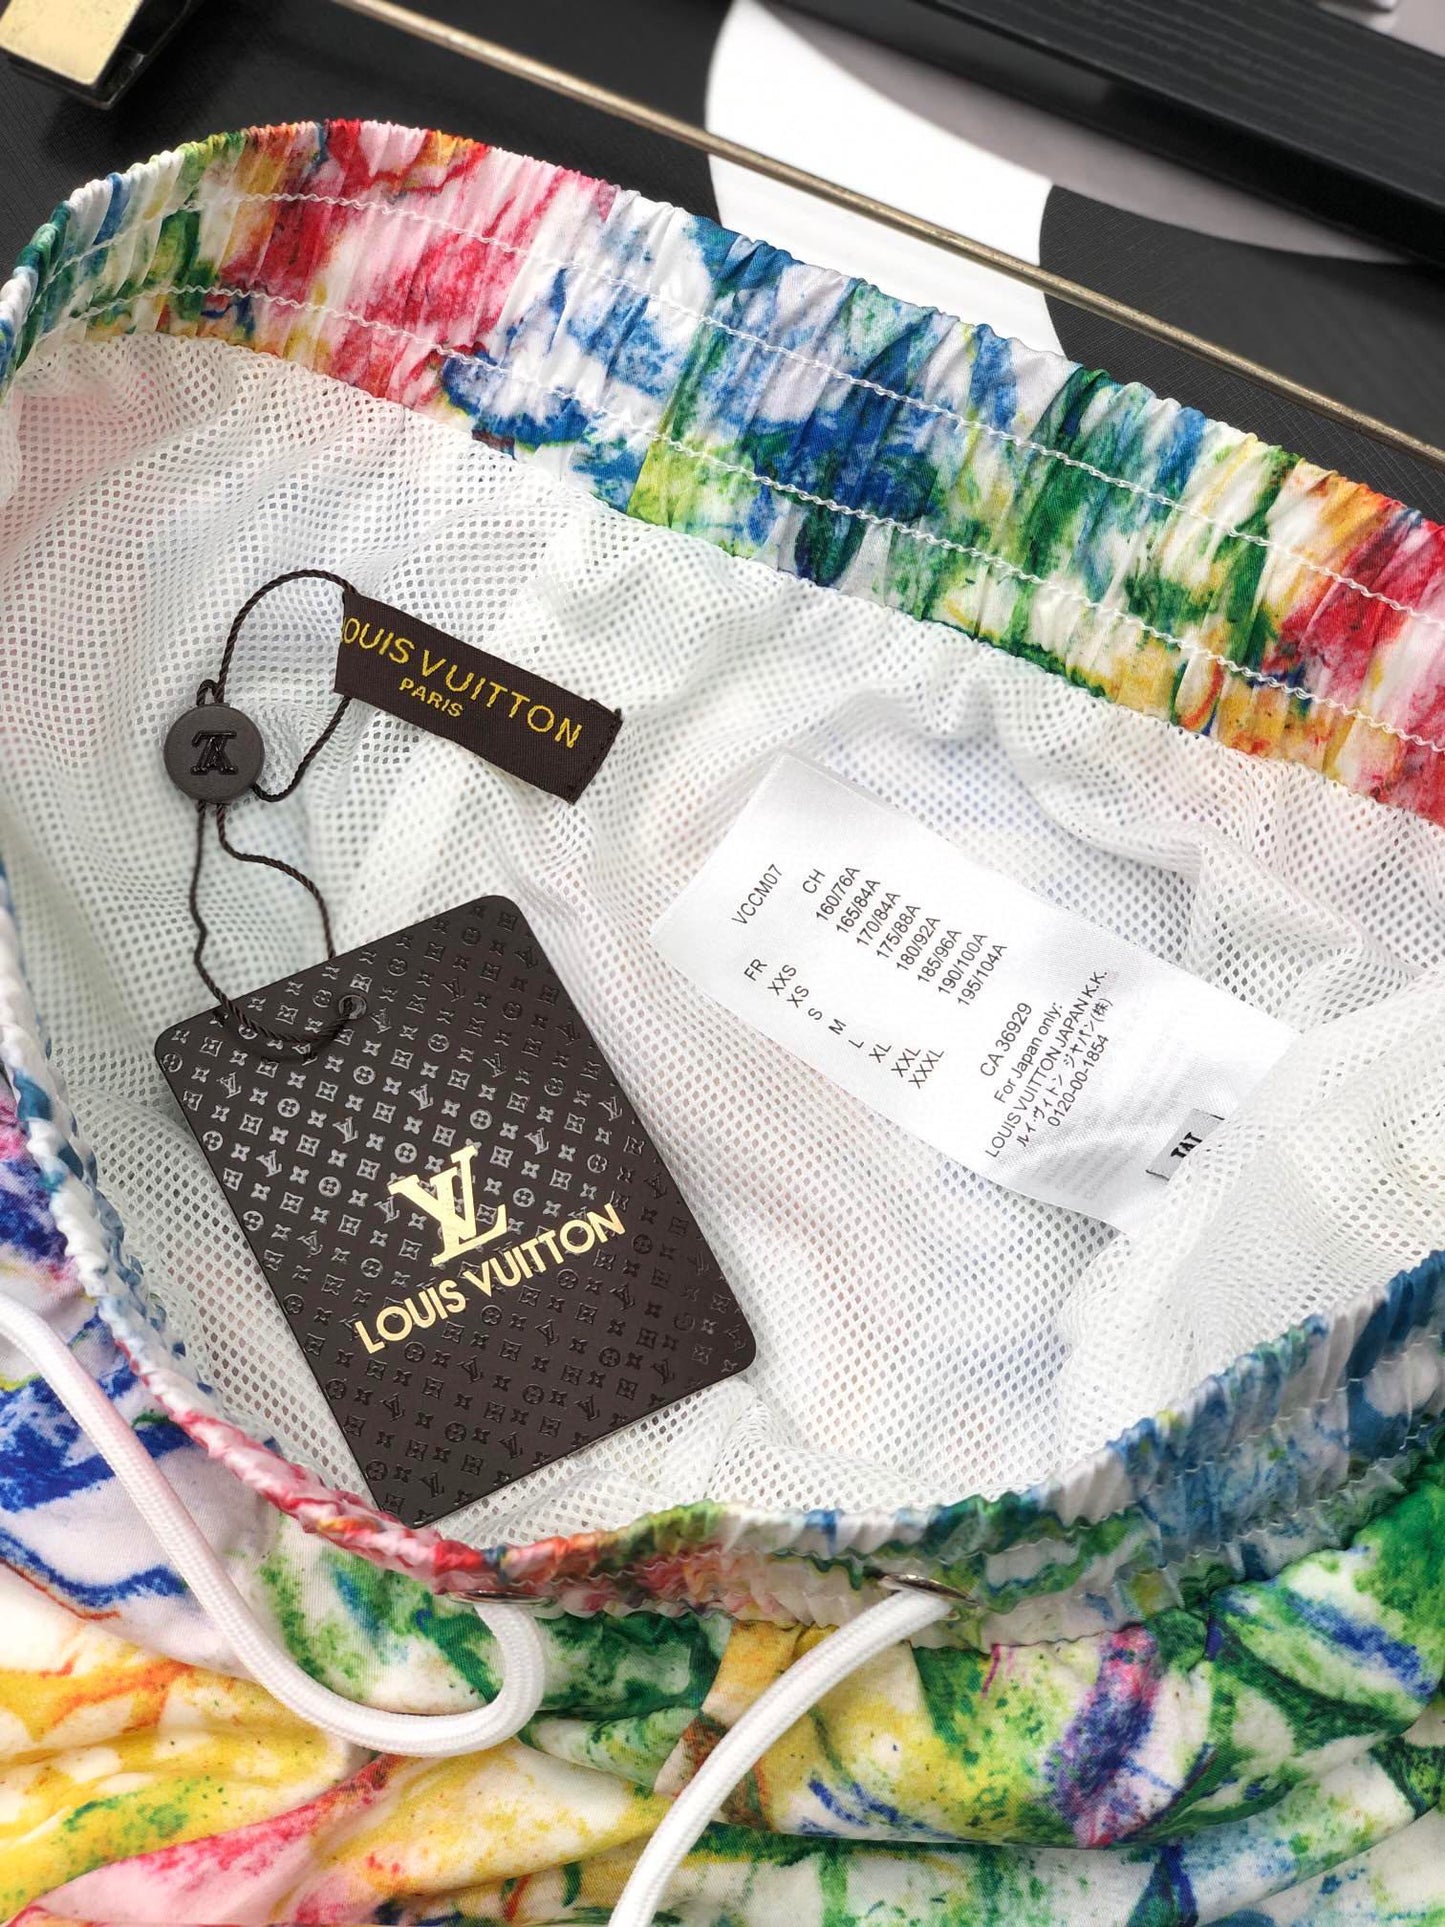 LOUIS VUITTON
PARIS
LV
LOUIS VUITTON
VCCM07
FR CH
XXS 160/76A
XS 165/84A
S 170/84A
M 175/88A
L 180/92A
XL 185/96A
XXL 190/100A
XXXL 195/104A
CA 36929
For Japan only:
LOUIS VUITTON JAPAN K.K.
ルイ・ヴィトン ジャパン(株)
0120-00-1854